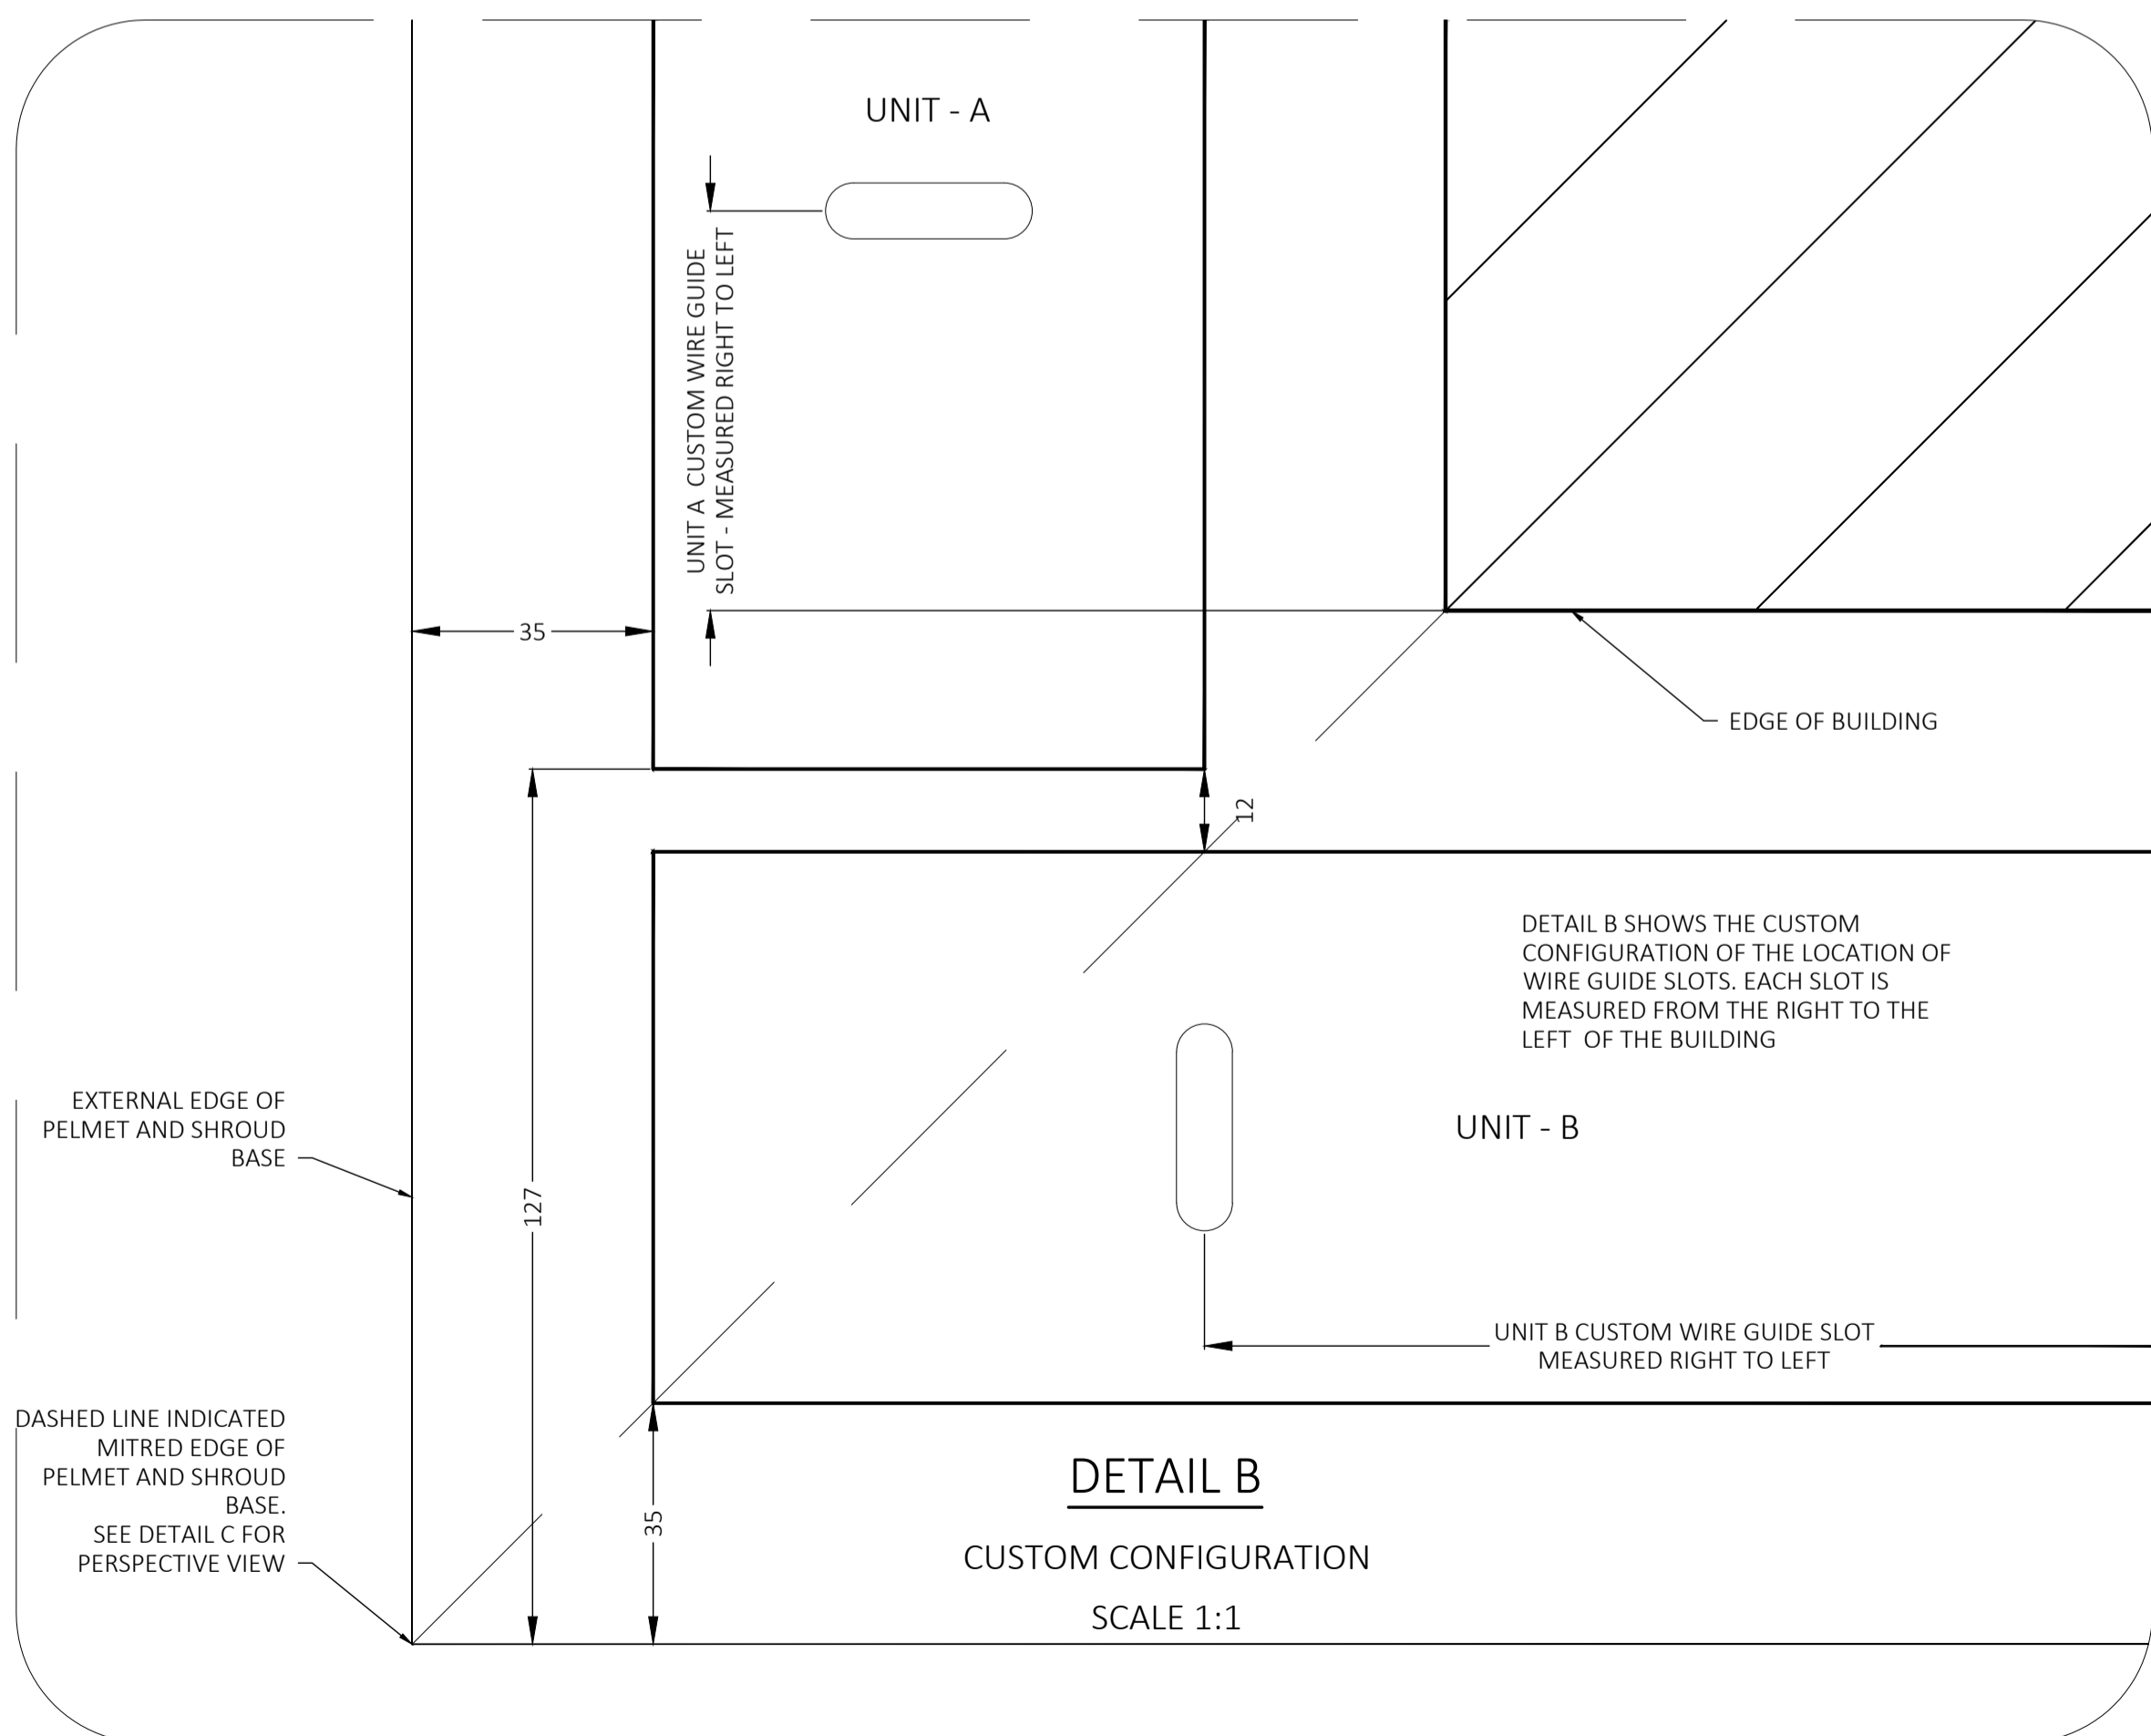 UNIT - A
UNIT A CUSTOM WIRE GUIDE
SLOT - MEASURED RIGHT TO LEFT
35
EDGE OF BUILDING
12
DETAIL B SHOWS THE CUSTOM
CONFIGURATION OF THE LOCATION OF
WIRE GUIDE SLOTS. EACH SLOT IS
MEASURED FROM THE RIGHT TO THE
LEFT OF THE BUILDING
EXTERNAL EDGE OF
PELMET AND SHROUD
BASE
UNIT - B
127
UNIT B CUSTOM WIRE GUIDE SLOT
MEASURED RIGHT TO LEFT
DASHED LINE INDICATED
MITRED EDGE OF
PELMET AND SHROUD
BASE.
SEE DETAIL C FOR
PERSPECTIVE VIEW
35
DETAIL B
CUSTOM CONFIGURATION
SCALE 1:1